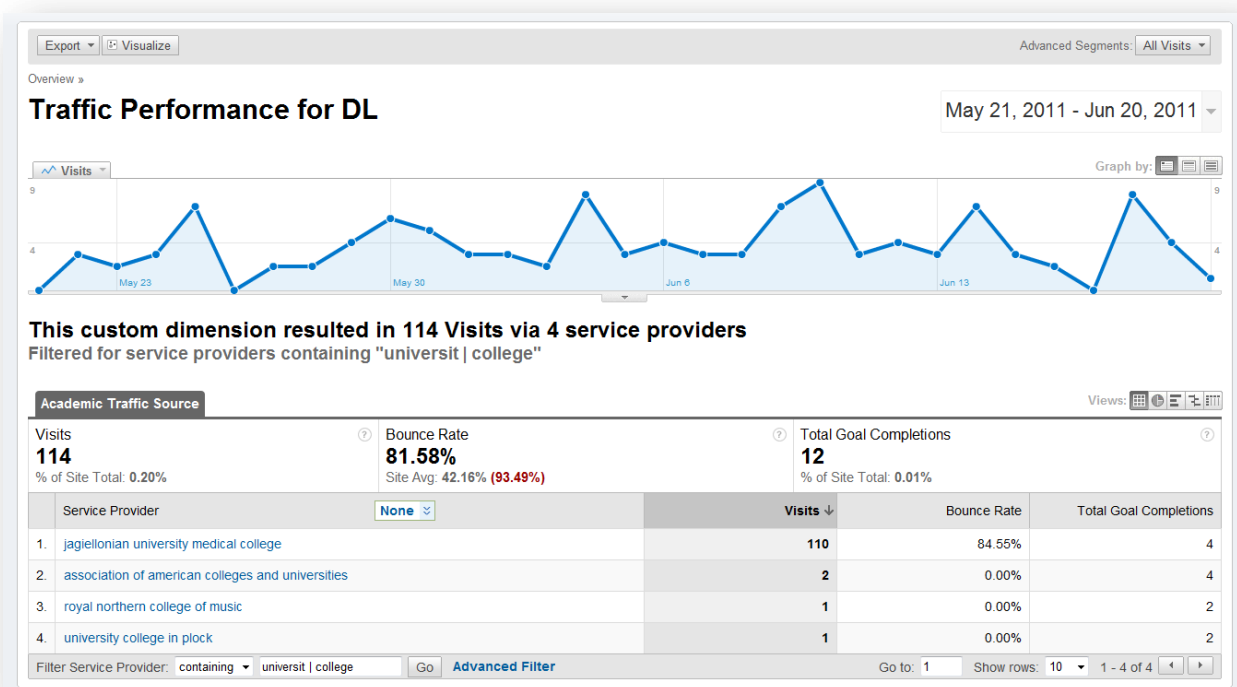 Export Visualize Advanced Segments: All Visits
Overview »
Traffic Performance for DL
May 21, 2011 - Jun 20, 2011
Visits Graph by:
9 9
4 4
May 23 May 30 Jun 6 Jun 13
This custom dimension resulted in 114 Visits via 4 service providers
Filtered for service providers containing "universit | college"
Academic Traffic Source Views:
Visits ? Bounce Rate ? Total Goal Completions ?
114 81.58% 12
% of Site Total: 0.20% Site Avg: 42.16% (93.49%) % of Site Total: 0.01%
Service Provider None Visits Bounce Rate Total Goal Completions
1. jagiellonian university medical college 110 84.55% 4
2. association of american colleges and universities 2 0.00% 4
3. royal northern college of music 1 0.00% 2
4. university college in plock 1 0.00% 2
Filter Service Provider: containing universit | college Go Advanced Filter Go to: 1 Show rows: 10 1 - 4 of 4